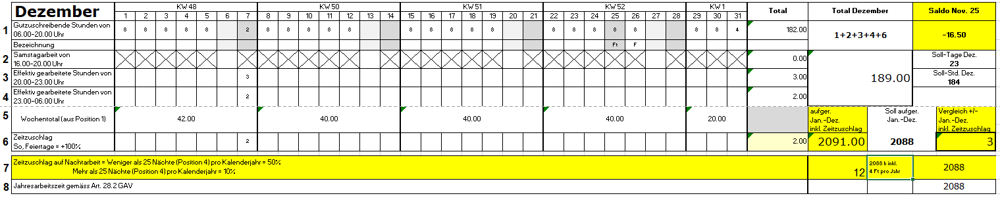 Dezember KW 48 KW 50 KW 51 KW 52 KW 1 Total Total Dezember Saldo Nov. 25
1 2 3 4 5 6 7 8 9 10 11 12 13 14 15 16 17 18 19 20 21 22 23 24 25 26 27 28 29 30 31
1 Gutzuschreibende Stunden von
06.00-20.00 Uhr 8 8 8 8 8 2 8 8 8 8 8 8 8 8 8 8 8 8 8 8 8 8 8 4 182.00 1+2+3+4+6 -16.50
Bezeichnung Ft F
2 Samstagarbeit von
16.00-20.00 Uhr 0.00 189.00 Soll-Tage Dez.
23
3 Effektiv gearbeitete Stunden von
20.00-23.00 Uhr 3 3.00 Soll-Std. Dez.
184
4 Effektiv gearbeitete Stunden von
23.00-06.00 Uhr 2 2.00
5 Wochentotal (aus Position 1) 42.00 40.00 40.00 40.00 20.00
aufger.
Jan.-Dez.
inkl. Zeitzuschlag
Soll aufger.
Jan.-Dez.
Vergleich +/-
Jan.-Dez.
inkl. Zeitzuschlag
6 Zeitzuschlag
So, Feiertage = +100% 2 2.00 2091.00 2088 3
7 Zeitzuschlag auf Nachtarbeit = Weniger als 25 Nächte (Position 4) pro Kalenderjahr = 50%
Mehr als 25 Nächte (Position 4) pro Kalenderjahr = 10% 12
2088 h inkl.
4 Ft pro Jahr
2088
8 Jahresarbeitszeit gemäss Art. 28.2 GAV 2088